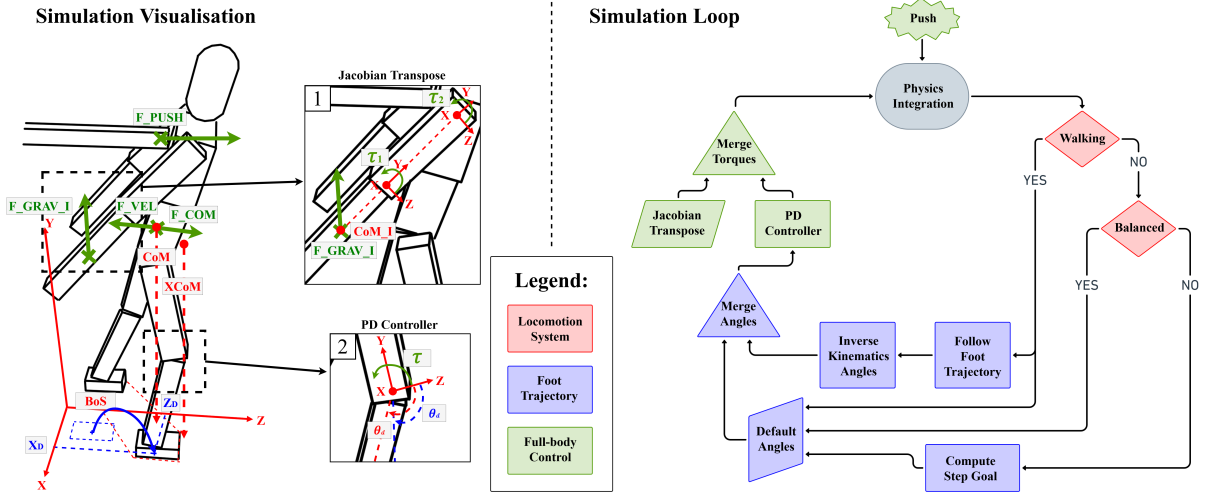 Simulation Visualisation
F_PUSH
F_GRAV_I
Y
F_VEL
F_COM
CoM
XCoM
BoS
Z_D
Z
X_D
X
Jacobian Transpose
1
τ2
Y
X
Z
τ1
Y
Z
CoM_I
F_GRAV_I
PD Controller
2
Y
τ
Z
X
θd
θd
Legend:
Locomotion
System
Foot
Trajectory
Full-body
Control
Simulation Loop
Push
Physics
Integration
Merge
Torques
Walking
NO
YES
Jacobian
Transpose
PD
Controller
Balanced
YES
NO
Merge
Angles
Inverse
Kinematics
Angles
Follow
Foot
Trajectory
Default
Angles
Compute
Step Goal